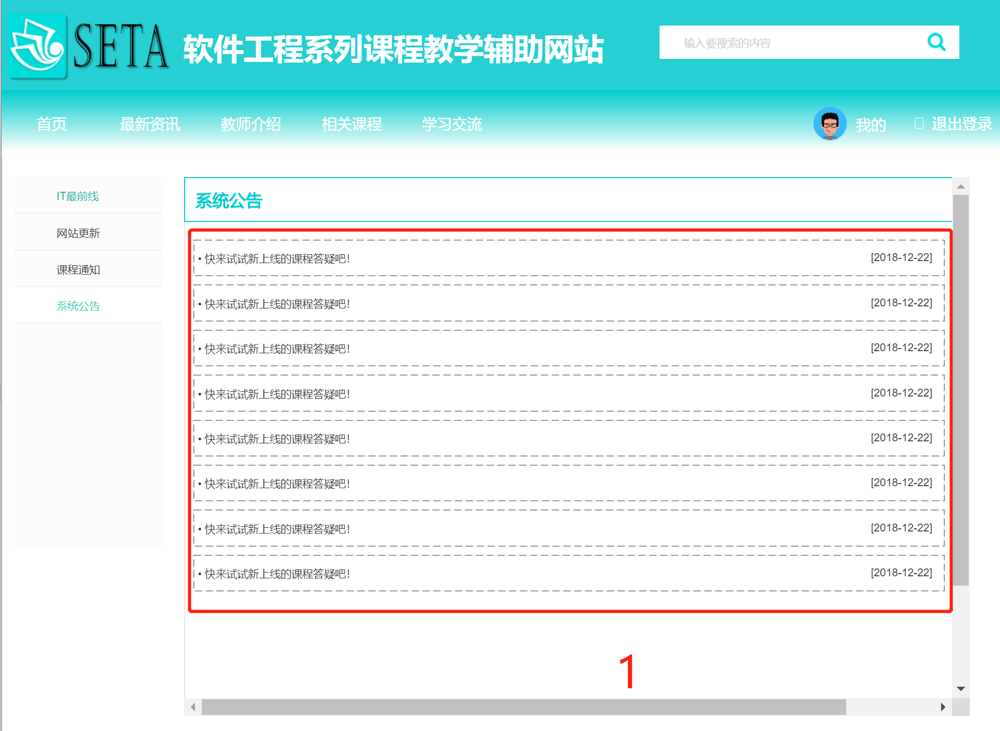 SETA 软件工程系列课程教学辅助网站
输入要搜索的内容
首页 最新资讯 教师介绍 相关课程 学习交流 我的 退出登录
IT最前线
网站更新
课程通知
系统公告
系统公告
• 快来试试新上线的课程答疑吧! [2018-12-22]
• 快来试试新上线的课程答疑吧! [2018-12-22]
• 快来试试新上线的课程答疑吧! [2018-12-22]
• 快来试试新上线的课程答疑吧! [2018-12-22]
• 快来试试新上线的课程答疑吧! [2018-12-22]
• 快来试试新上线的课程答疑吧! [2018-12-22]
• 快来试试新上线的课程答疑吧! [2018-12-22]
• 快来试试新上线的课程答疑吧! [2018-12-22]
1